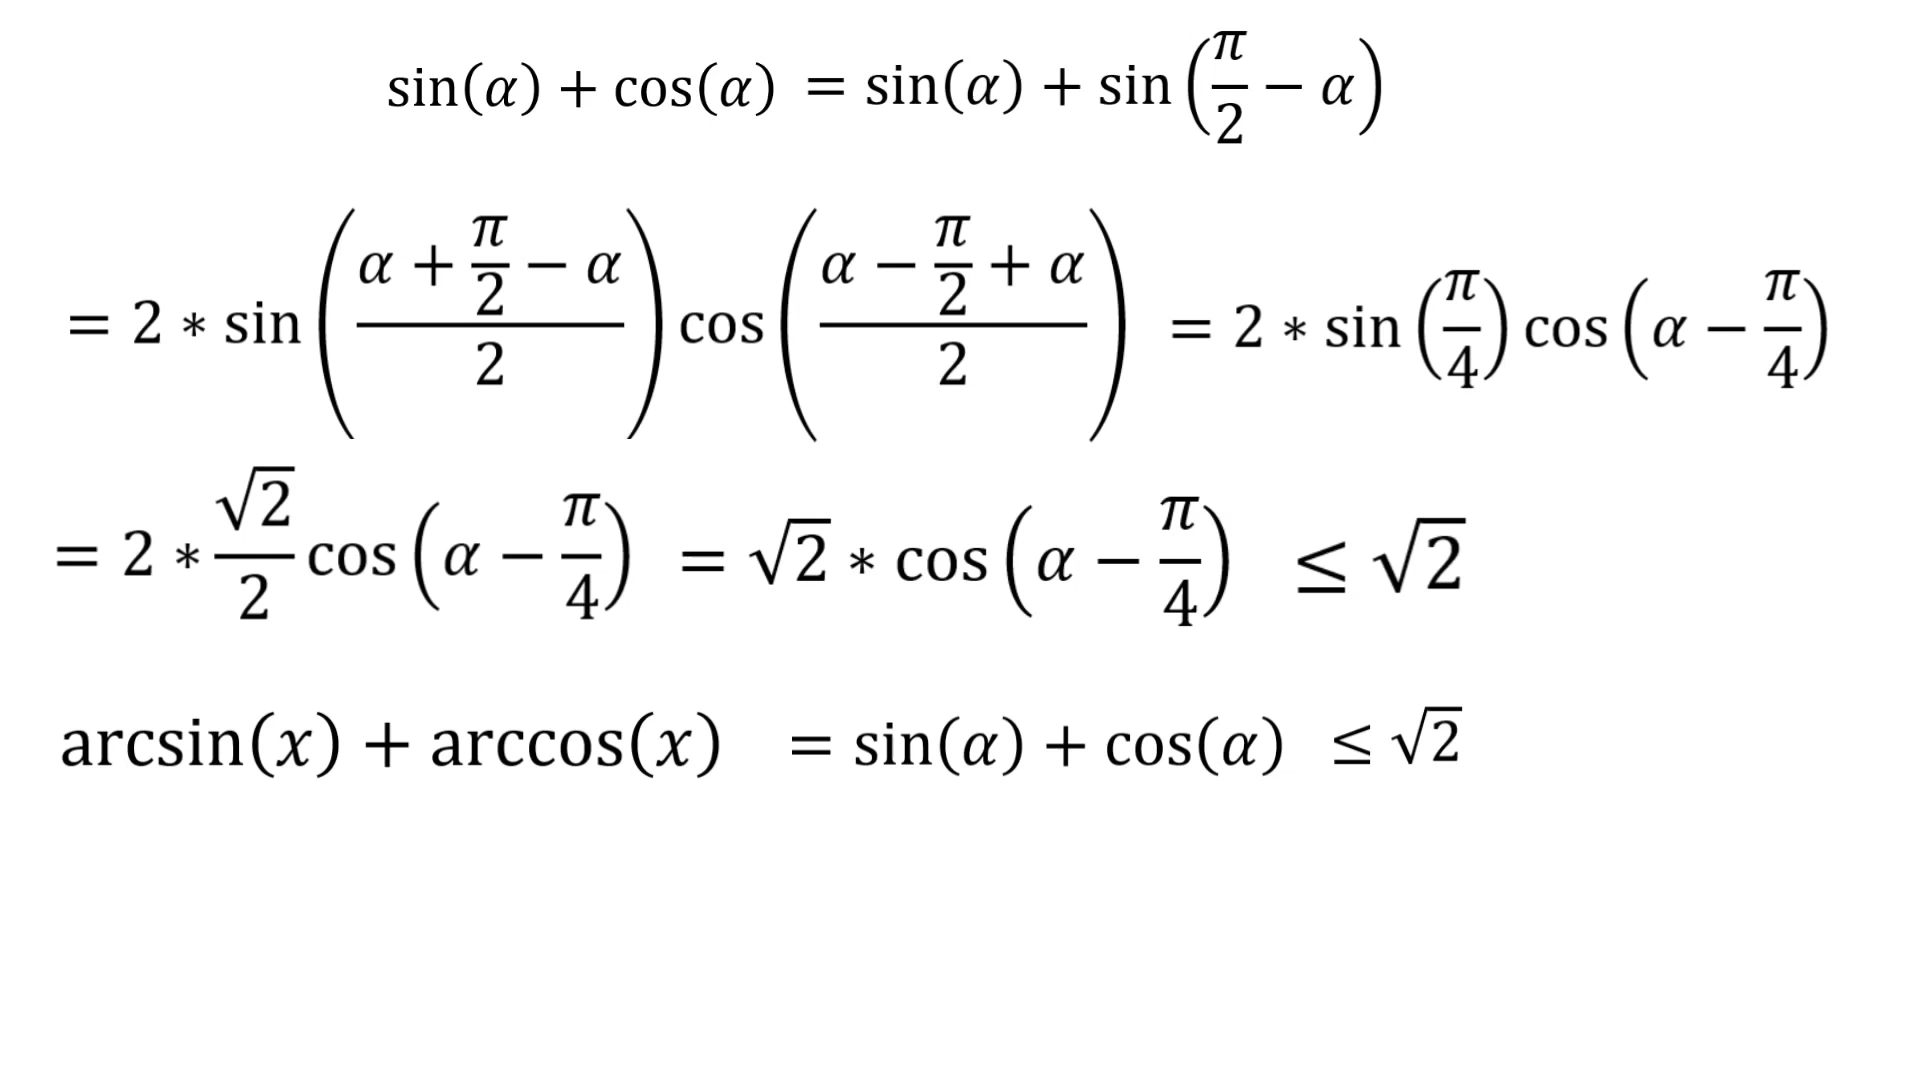 sin(α) + cos(α) = sin(α) + sin(π/2 − α)
= 2 * sin((α + π/2 − α)/2) cos((α − π/2 + α)/2) = 2 * sin(π/4) cos(α − π/4)
= 2 * √2/2 cos(α − π/4) = √2 * cos(α − π/4) ≤ √2
arcsin(x) + arccos(x) = sin(α) + cos(α) ≤ √2